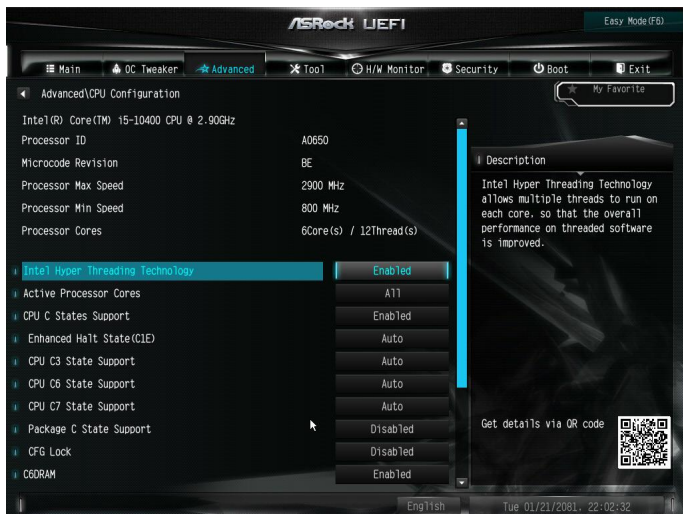 ASRock UEFI
Easy Mode(F6)
Main
OC Tweaker
Advanced
Tool
H/W Monitor
Security
Boot
Exit
Advanced\CPU Configuration
My Favorite
Intel(R) Core(TM) i5-10400 CPU @ 2.90GHz
Processor ID A0650
Microcode Revision BE
Processor Max Speed 2900 MHz
Processor Min Speed 800 MHz
Processor Cores 6Core(s) / 12Thread(s)
Intel Hyper Threading Technology Enabled
Active Processor Cores All
CPU C States Support Enabled
Enhanced Halt State(C1E) Auto
CPU C3 State Support Auto
CPU C6 State Support Auto
CPU C7 State Support Auto
Package C State Support Disabled
CFG Lock Disabled
C6DRAM Enabled
Description
Intel Hyper Threading Technology
allows multiple threads to run on
each core, so that the overall
performance on threaded software
is improved.
Get details via QR code
English
Tue 01/21/2081, 22:02:32